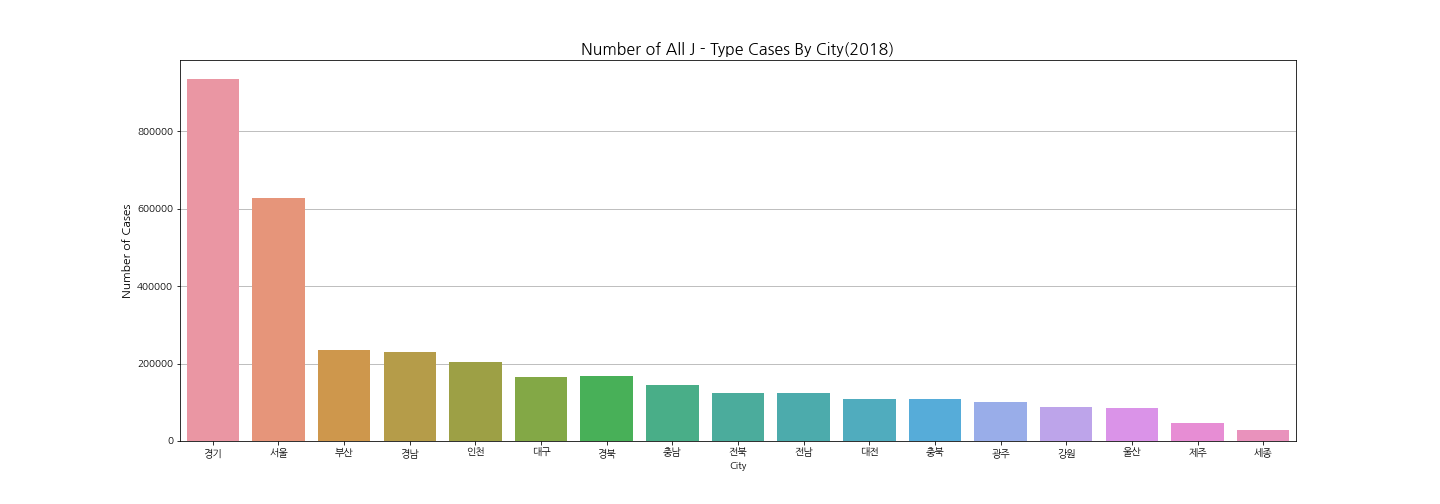 Number of All J - Type Cases By City(2018)
Number of Cases
800000
600000
400000
200000
0
경기 서울 부산 경남 인천 대구 경북 충남 전북 전남 대전 충북 광주 강원 울산 제주 세종
City